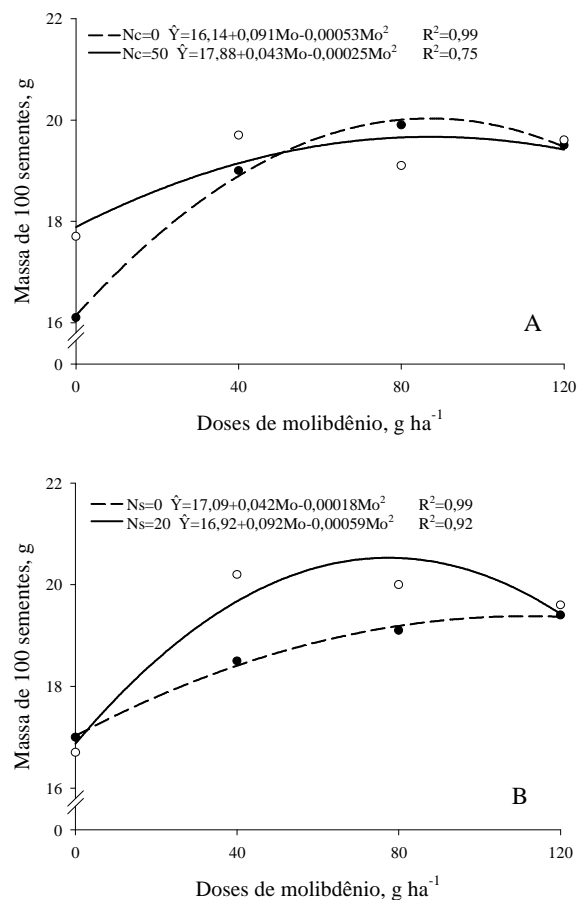 22
Nc=0 Ŷ=16,14+0,091Mo-0,00053Mo² R²=0,99
Nc=50 Ŷ=17,88+0,043Mo-0,00025Mo² R²=0,75
20
18
16
0
Massa de 100 sementes, g
A
0 40 80 120
Doses de molibdênio, g ha⁻¹
22
Ns=0 Ŷ=17,09+0,042Mo-0,00018Mo² R²=0,99
Ns=20 Ŷ=16,92+0,092Mo-0,00059Mo² R²=0,92
20
18
16
0
Massa de 100 sementes, g
B
0 40 80 120
Doses de molibdênio, g ha⁻¹